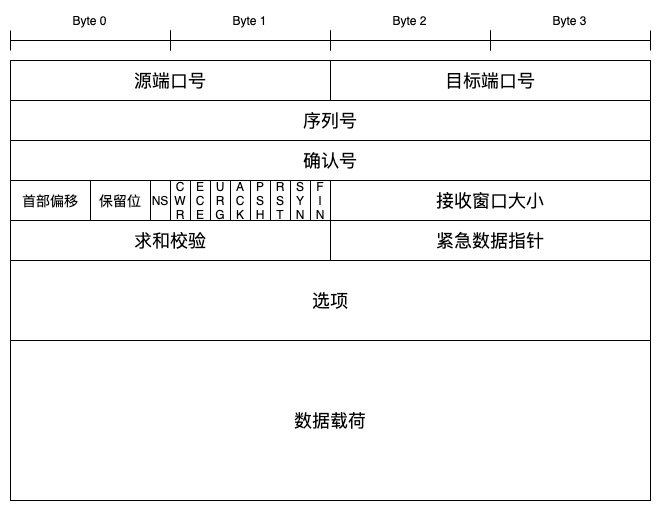 Byte 0 Byte 1 Byte 2 Byte 3
源端口号 目标端口号
序列号
确认号
首部偏移 保留位 NS CWR ECE URG ACK PSH RST SYN FIN 接收窗口大小
求和校验 紧急数据指针
选项
数据载荷